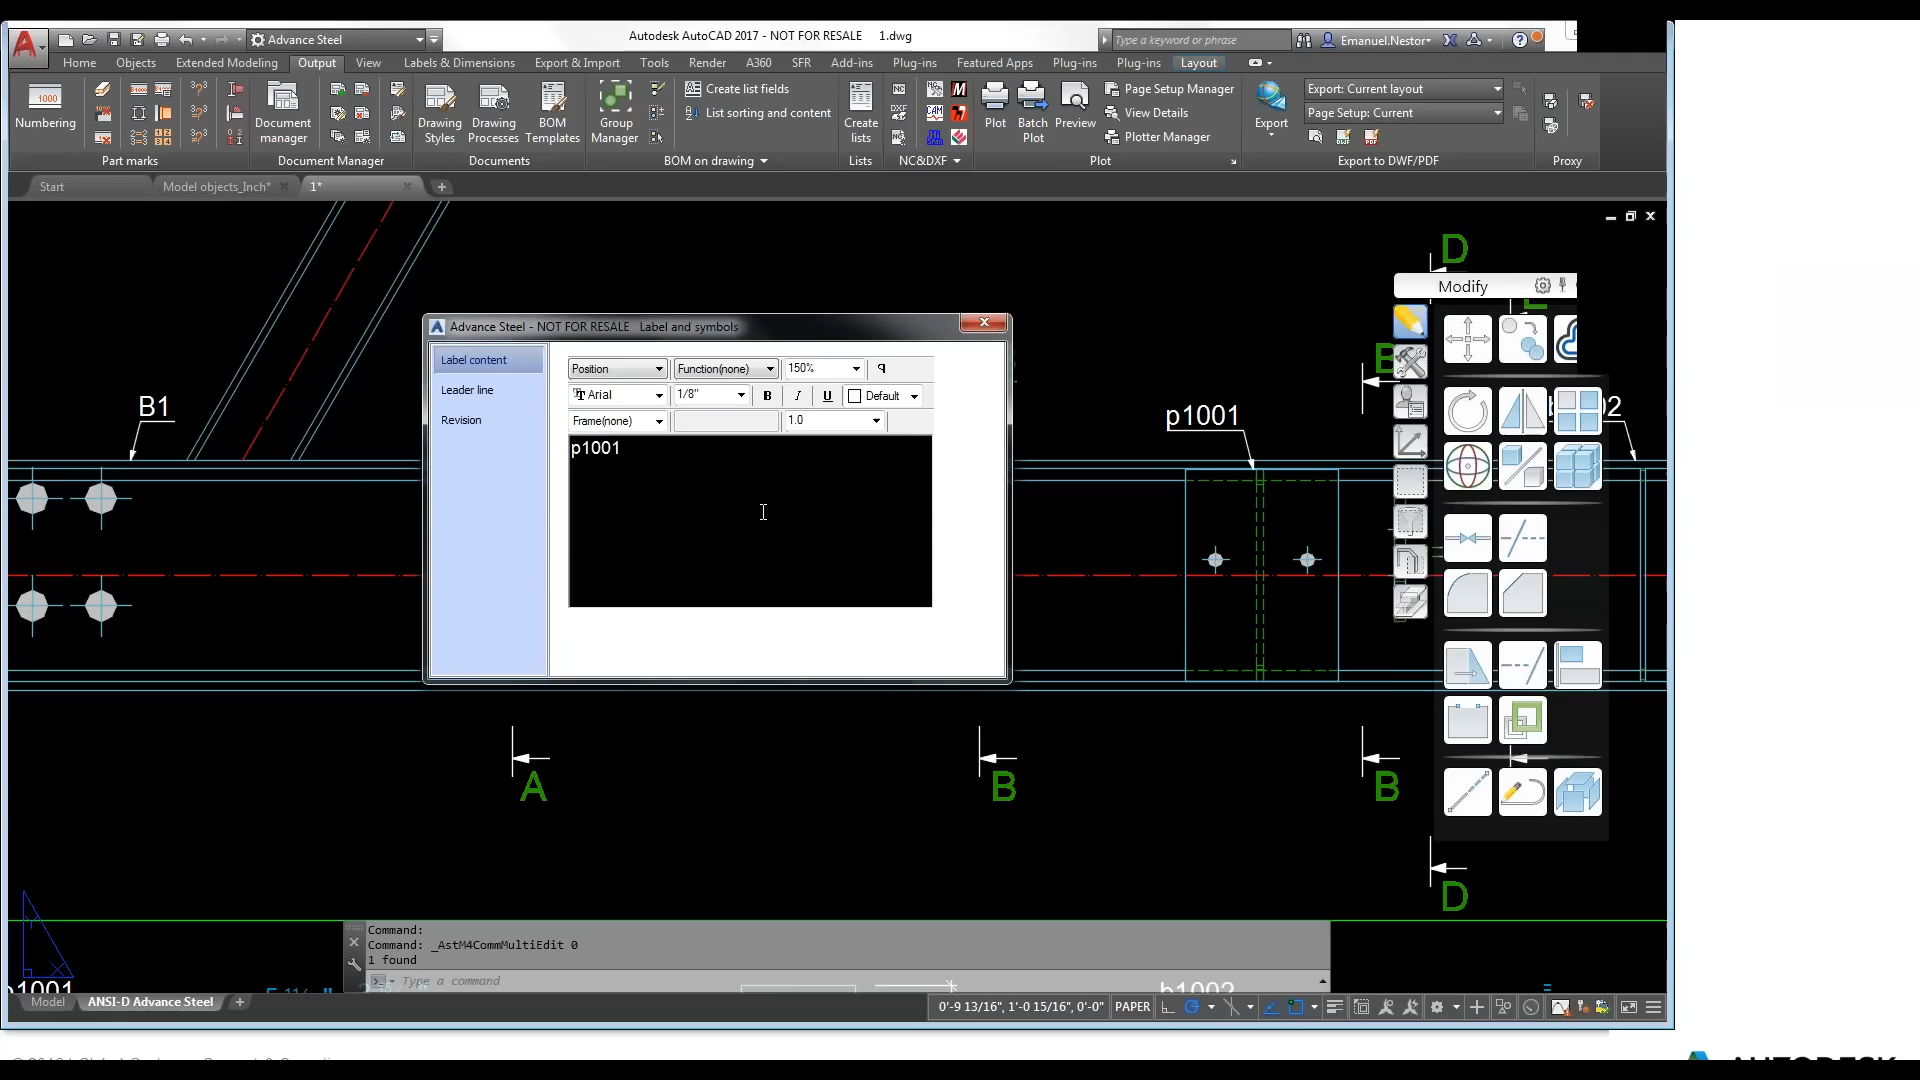 Advance Steel
Autodesk AutoCAD 2017 - NOT FOR RESALE 1.dwg
Type a keyword or phrase
Emanuel.Nestor
Home Objects Extended Modeling Output View Labels & Dimensions Export & Import Tools Render A360 SFR Add-ins Plug-ins Featured Apps Plug-ins Plug-ins Layout
Numbering
Document manager
Drawing Styles
Drawing Processes
BOM Templates
Group Manager
Create list fields
List sorting and content
Create Lists
Plot
Batch Plot
Preview
Page Setup Manager
View Details
Plotter Manager
Export
Export: Current layout
Page Setup: Current
Part marks
Document Manager
Documents
BOM on drawing
Lists
NC&DXF
Plot
Export to DWF/PDF
Proxy
Start
Model objects_Inch*
1*
D
Modify
B
B1
p1001
Advance Steel - NOT FOR RESALE Label and symbols
Label content
Leader line
Revision
Position
Function(none)
150%
Arial
1/8"
B I U
Default
Frame(none)
1.0
p1001
A
B
B
D
Command:
Command: _AstM4CommMultiEdit 0
1 found
Type a command
p1001
b1002
Model
ANSI-D Advance Steel
0'-9 13/16", 1'-0 15/16", 0'-0"
PAPER
AUTODESK